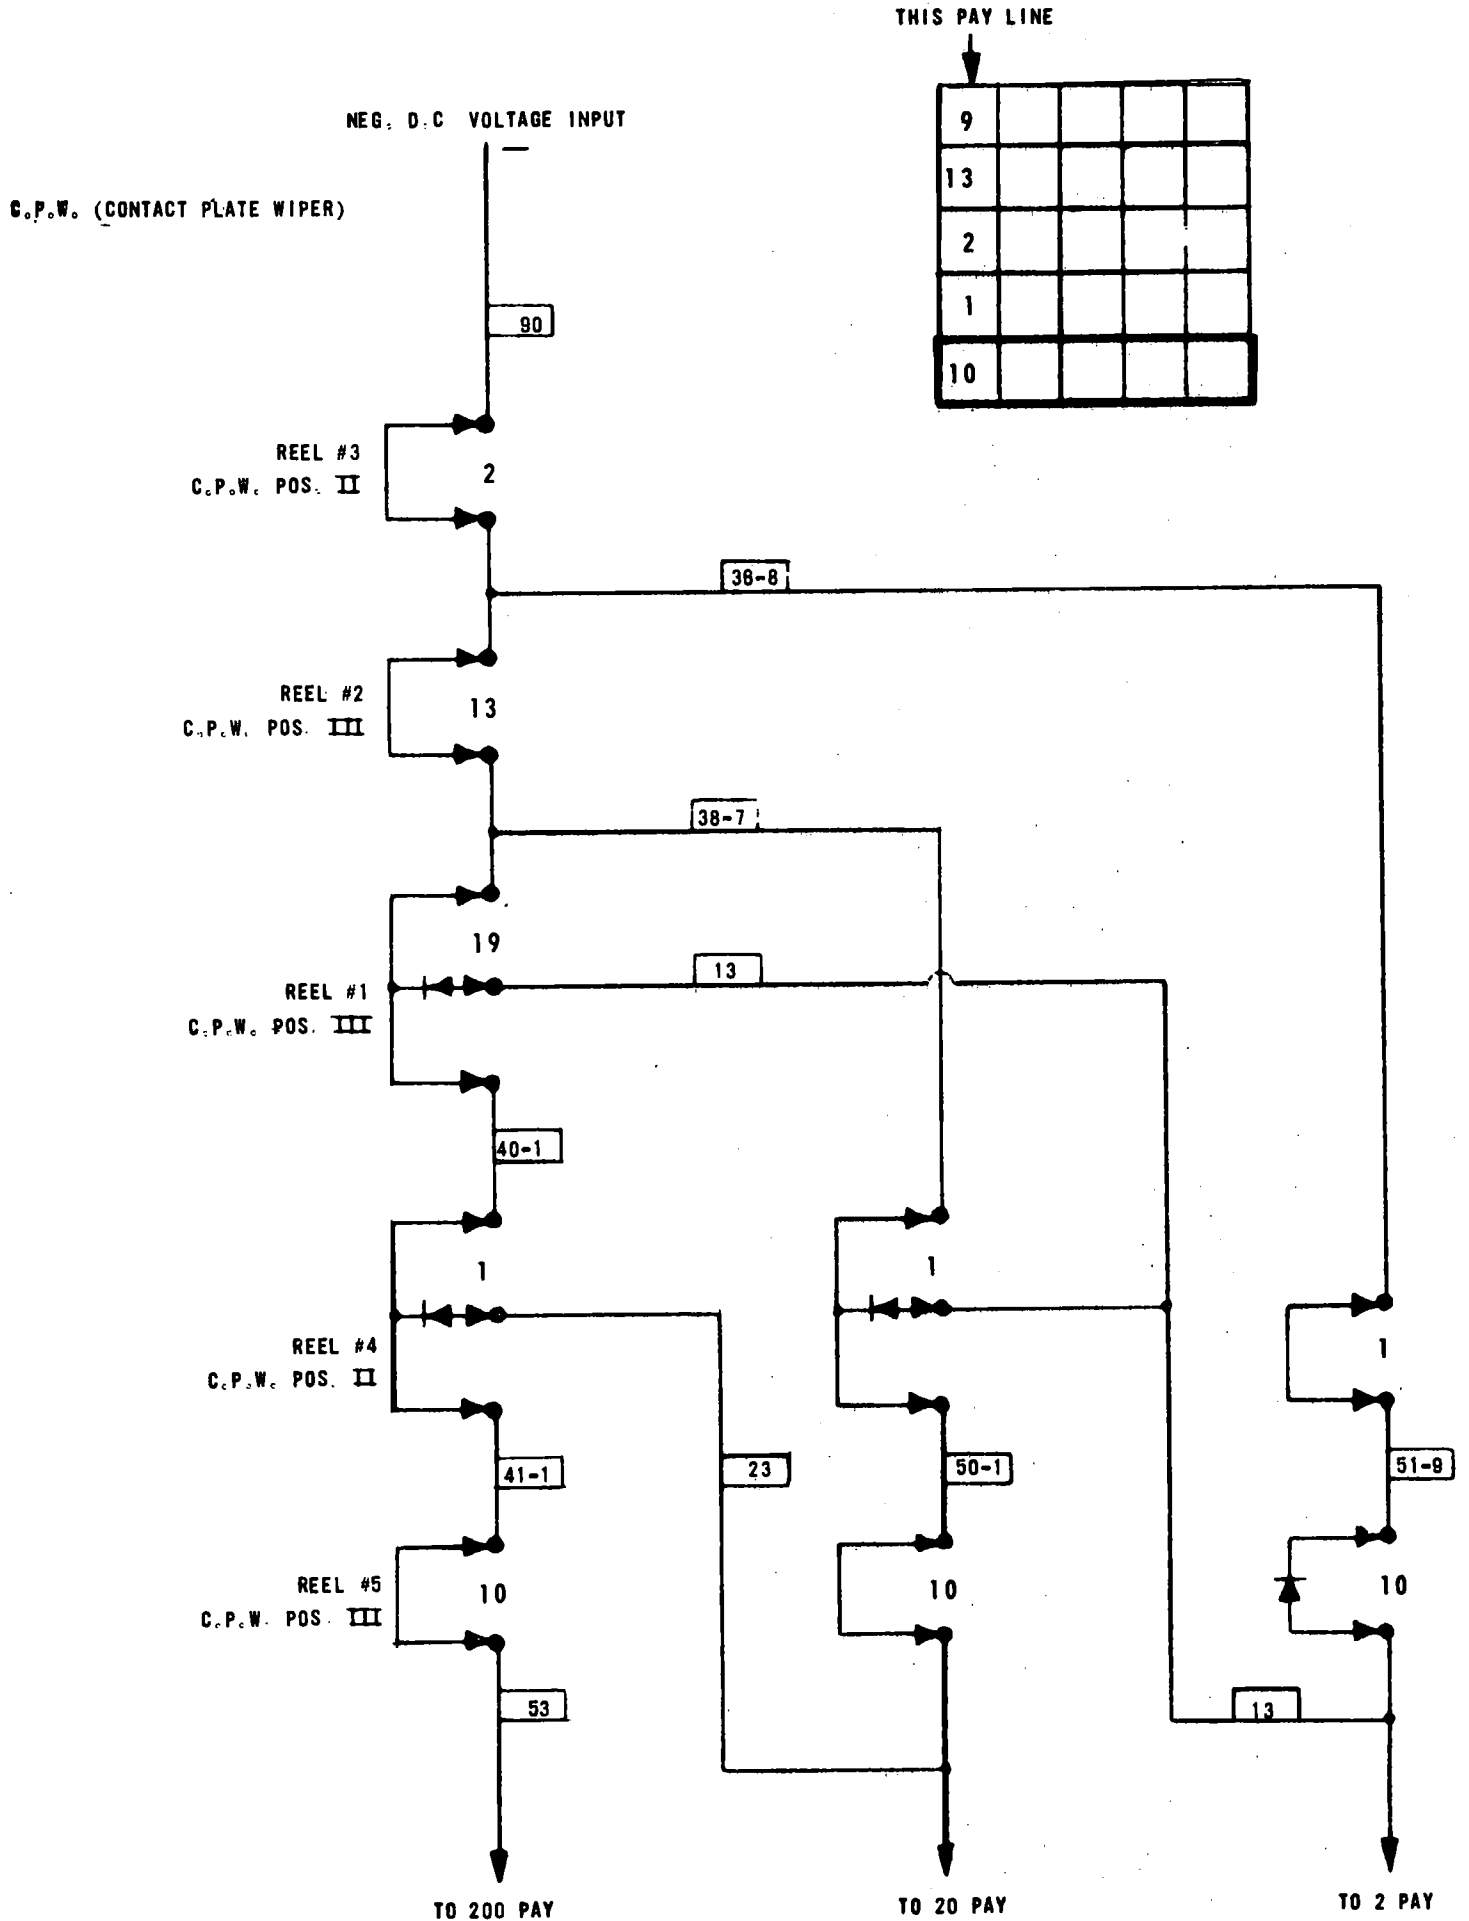 THIS PAY LINE
NEG. D.C VOLTAGE INPUT
9
13
C.P.W. (CONTACT PLATE WIPER)
2
1
90
10
REEL #3
2
C.P.W. POS. II
38-8
REEL #2
13
C.P.W. POS. III
38-7
19
13
REEL #1
C.P.W. POS. III
40-1
1
1
REEL #4
1
C.P.W. POS. II
41-1
23
50-1
51-9
REEL #5
10
10
10
C.P.W. POS. III
53
13
TO 200 PAY
TO 20 PAY
TO 2 PAY